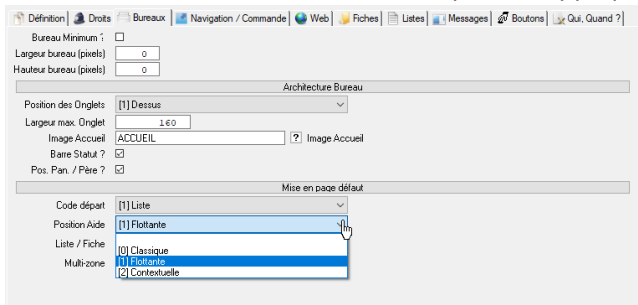 Définition Droits Bureaux Navigation / Commande Web Fiches Listes Messages Boutons Qui, Quand ?
Bureau Minimum ?
Largeur bureau (pixels) 0
Hauteur bureau (pixels) 0
Architecture Bureau
Position des Onglets [1] Dessus
Largeur max. Onglet 160
Image Accueil ACCUEIL ? Image Accueil
Barre Statut ?
Pos. Pan. / Père ?
Mise en page défaut
Code départ [1] Liste
Position Aide [1] Flottante
Liste / Fiche
[0] Classique
Multi-zone [1] Flottante
[2] Contextuelle